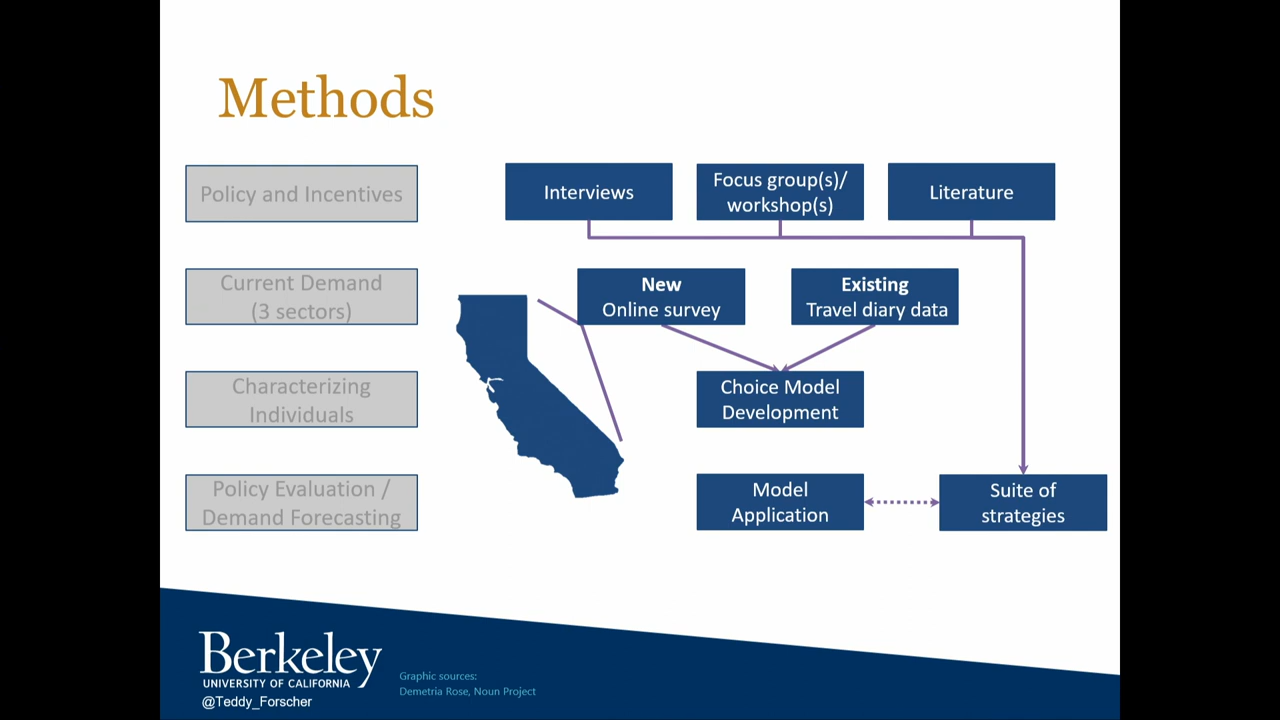 Methods
Policy and Incentives
Interviews
Focus group(s)/
workshop(s)
Literature
Current Demand
(3 sectors)
New
Online survey
Existing
Travel diary data
Characterizing
Individuals
Choice Model
Development
Policy Evaluation /
Demand Forecasting
Model
Application
Suite of
strategies
Berkeley
UNIVERSITY OF CALIFORNIA
@Teddy_Forscher
Graphic sources:
Demetria Rose, Noun Project